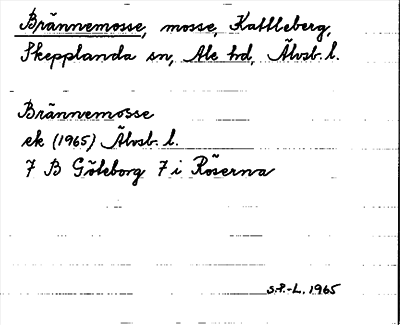 Brännemosse, mosse, Kattleberg,
Skepplanda sn, Ale hd, Älvsb. l.
Brännemosse
ek (1965) Älvsb. l.
7 B Göteborg 7 i Röserna
S.P.-L. 1965